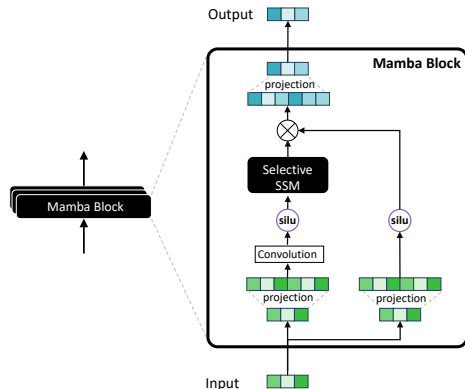 Output
Mamba Block
projection
Selective
SSM
Mamba Block
silu
silu
Convolution
projection
projection
Input